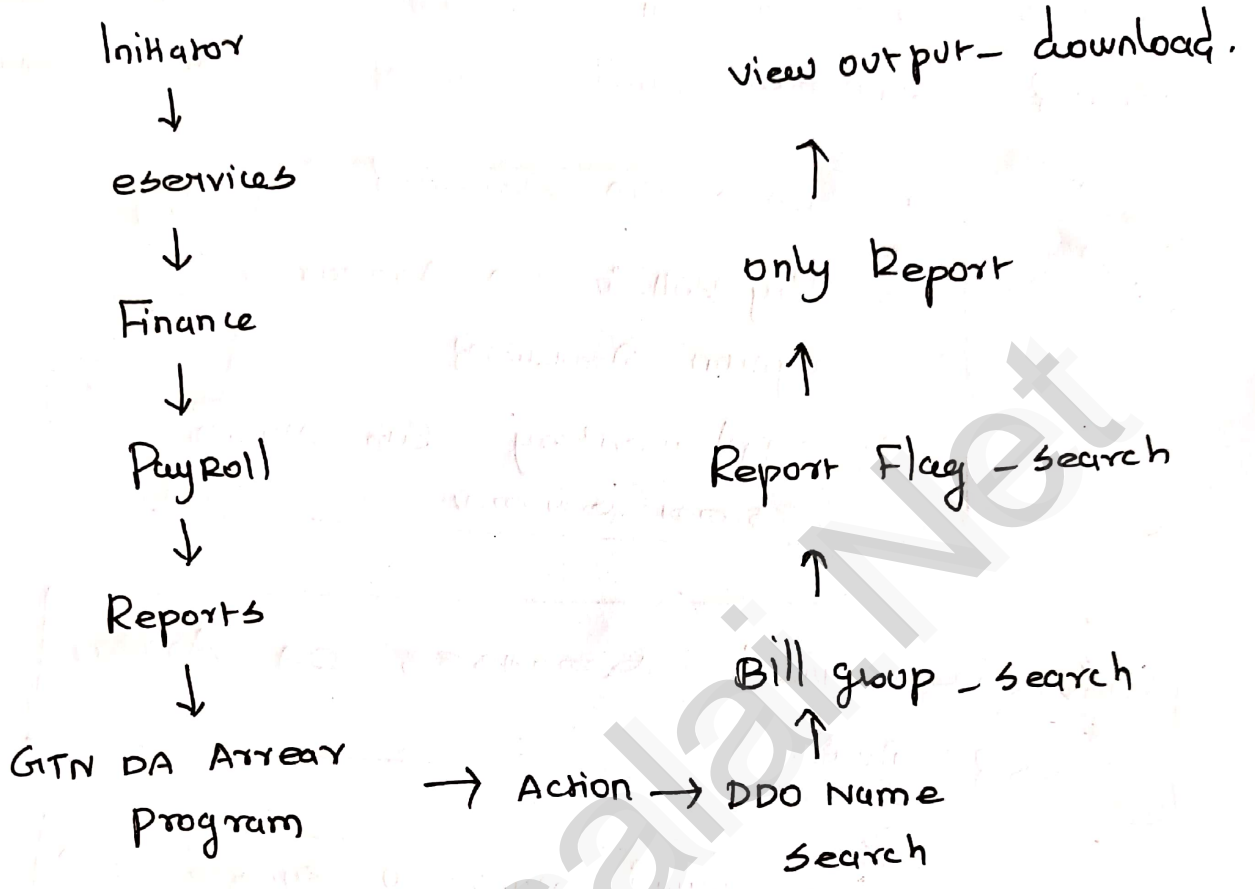 Initiator
↓
eservices
↓
Finance
↓
PayRoll
↓
Reports
↓
GTN DA Arrear
Program
→ Action → DDO Name
search
↑
Bill group - search
↑
Report Flag - search
↑
only Report
↑
view output - download.